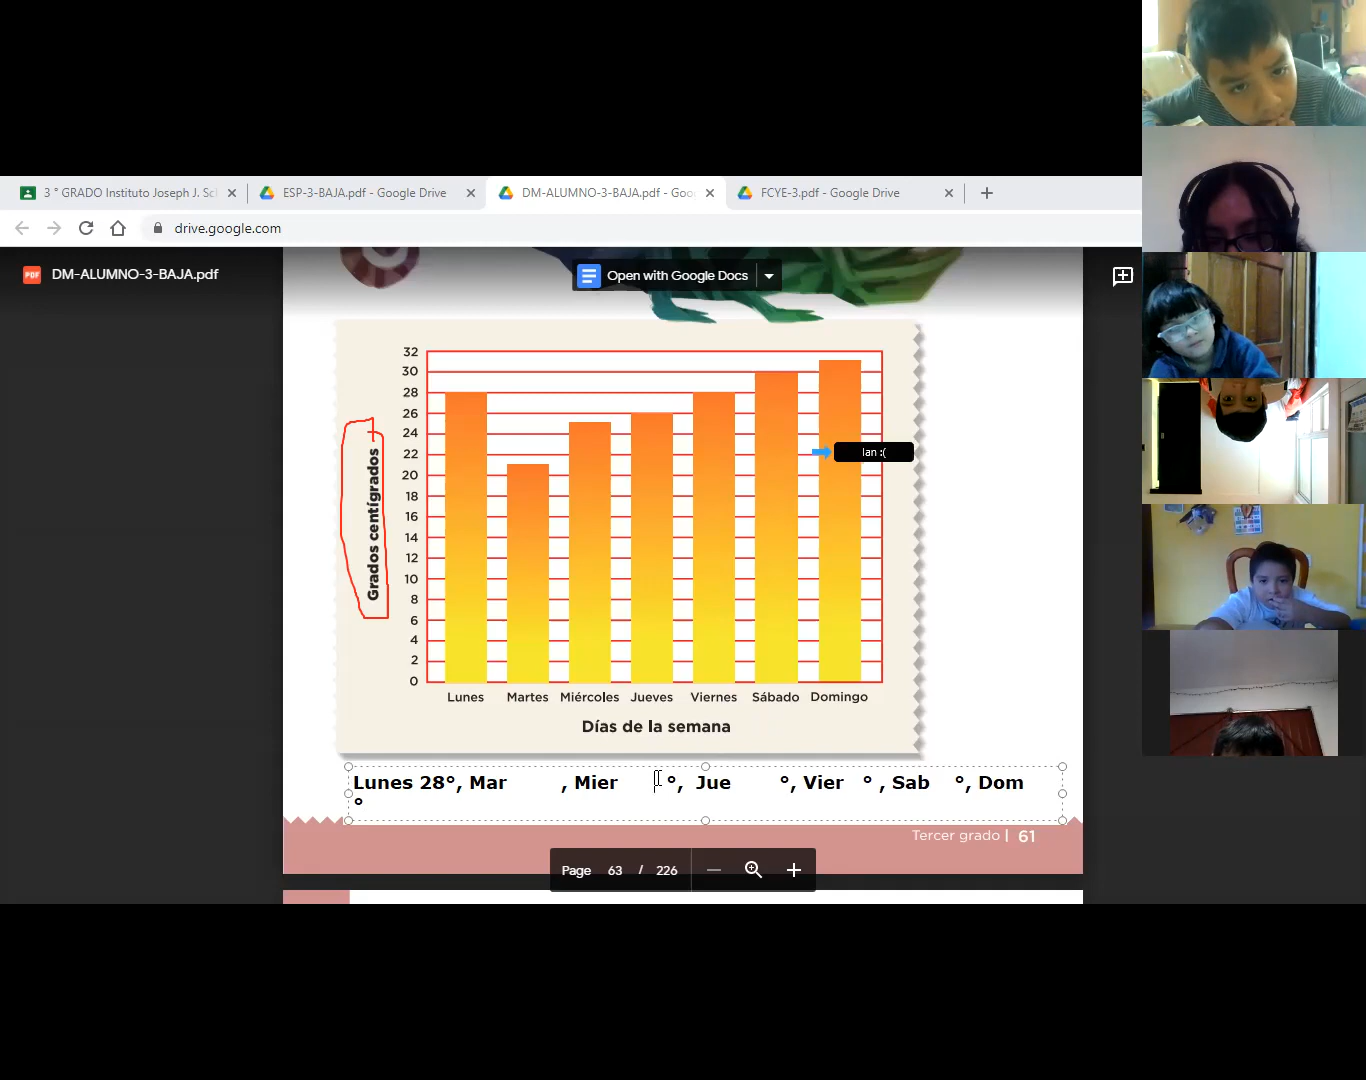 3 ° GRADO Instituto Joseph J. Sc
ESP-3-BAJA.pdf - Google Drive
DM-ALUMNO-3-BAJA.pdf - Goo
FCYE-3.pdf - Google Drive
drive.google.com
PDF DM-ALUMNO-3-BAJA.pdf
Open with Google Docs
32
30
28
26
24
22
20
18
16
14
12
10
8
6
4
2
0
Grados centígrados
Ian :(
Lunes Martes Miércoles Jueves Viernes Sábado Domingo
Días de la semana
Lunes 28°, Mar , Mier °, Jue °, Vier ° , Sab °, Dom
°
Tercer grado | 61
Page 63 / 226